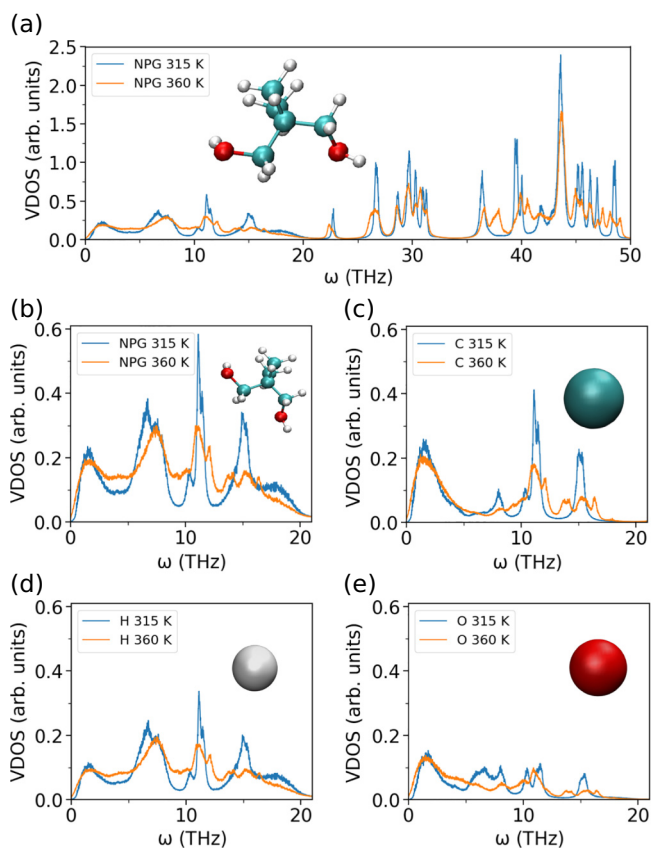 (a)
2.5
2.0
1.5
1.0
0.5
0.0
VDOS (arb. units)
NPG 315 K
NPG 360 K
0 10 20 30 40 50
ω (THz)
(b)
0.6
0.4
0.2
0.0
VDOS (arb. units)
NPG 315 K
NPG 360 K
0 10 20
ω (THz)
(c)
0.6
0.4
0.2
0.0
VDOS (arb. units)
C 315 K
C 360 K
0 10 20
ω (THz)
(d)
0.6
0.4
0.2
0.0
VDOS (arb. units)
H 315 K
H 360 K
0 10 20
ω (THz)
(e)
0.6
0.4
0.2
0.0
VDOS (arb. units)
O 315 K
O 360 K
0 10 20
ω (THz)